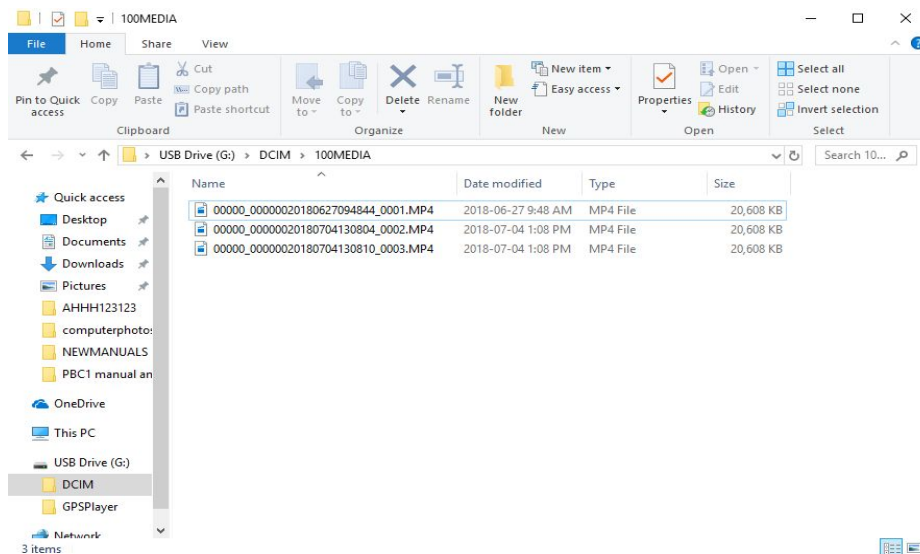 100MEDIA
File Home Share View
Pin to Quick access
Copy
Paste
Cut
Copy path
Paste shortcut
Move to
Copy to
Delete
Rename
New folder
New item
Easy access
Properties
Open
Edit
History
Select all
Select none
Invert selection
Clipboard Organize New Open Select
USB Drive (G:) > DCIM > 100MEDIA
Search 10...
Quick access
Desktop
Documents
Downloads
Pictures
AHHH123123
computerphoto
NEWMANUALS
PBC1 manual an
OneDrive
This PC
USB Drive (G:)
DCIM
GPSPlayer
Network
Name Date modified Type Size
00000_00000020180627094844_0001.MP4 2018-06-27 9:48 AM MP4 File 20,608 KB
00000_00000020180704130804_0002.MP4 2018-07-04 1:08 PM MP4 File 20,608 KB
00000_00000020180704130810_0003.MP4 2018-07-04 1:08 PM MP4 File 20,608 KB
3 items